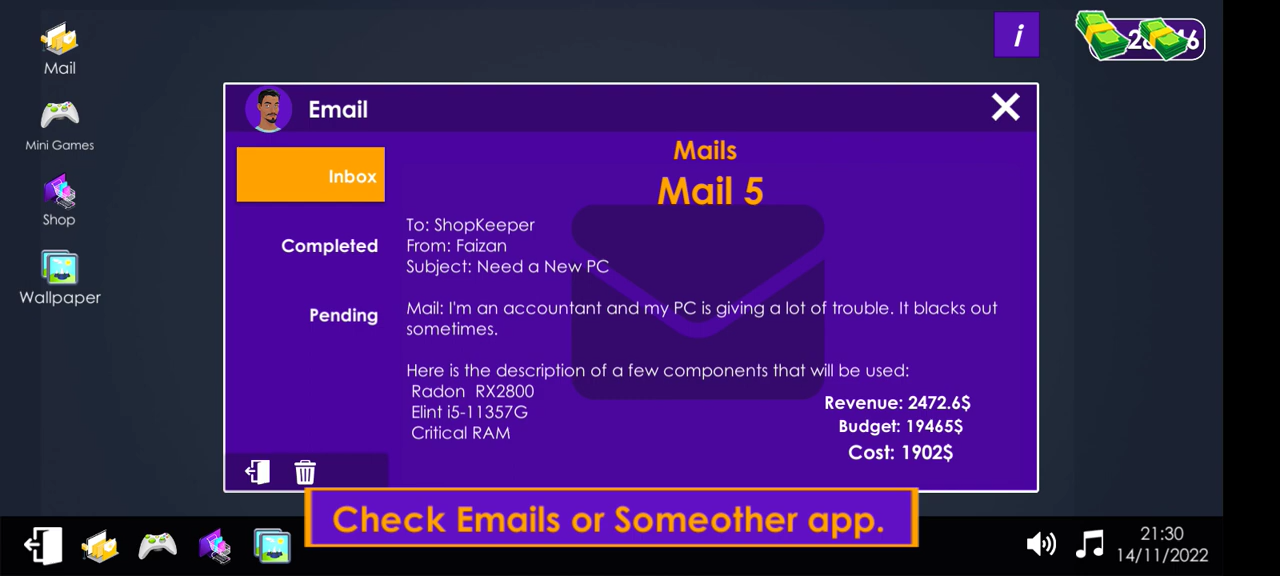 Mail
Mini Games
Shop
Wallpaper
i
Email
Inbox
Completed
Pending
Mails
Mail 5
To: ShopKeeper
From: Faizan
Subject: Need a New PC
Mail: I'm an accountant and my PC is giving a lot of trouble. It blacks out
sometimes.
Here is the description of a few components that will be used:
Radon RX2800
Elint i5-11357G
Critical RAM
Revenue: 2472.6$
Budget: 19465$
Cost: 1902$
Check Emails or Someother app.
21:30
14/11/2022